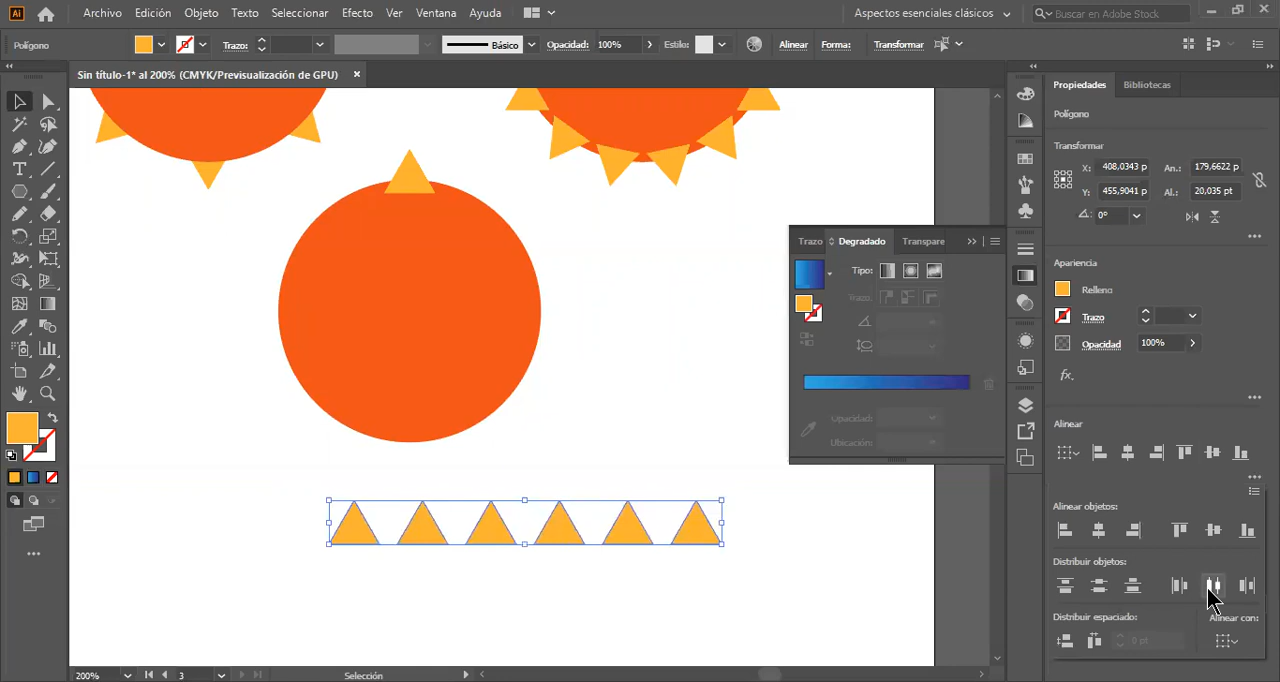 Ai
Archivo Edición Objeto Texto Seleccionar Efecto Ver Ventana Ayuda
Aspectos esenciales clásicos
Buscar en Adobe Stock
Polígono
Trazo:
Básico
Opacidad: 100%
Estilo:
Alinear
Forma:
Transformar
Sin título-1* al 200% (CMYK/Previsualización de GPU)
Propiedades
Bibliotecas
Polígono
Transformar
X: 408,0343 p
An.: 179,6622 p
Y: 455,9041 p
Al.: 20,035 pt
0°
Trazo
Degradado
Transpare
Tipo:
Trazo:
Opacidad:
Ubicación:
Apariencia
Relleno
Trazo
Opacidad 100%
fx.
Alinear
Alinear objetos:
Distribuir objetos:
Distribuir espaciado:
Alinear con:
0 pt
200%
3
Selección